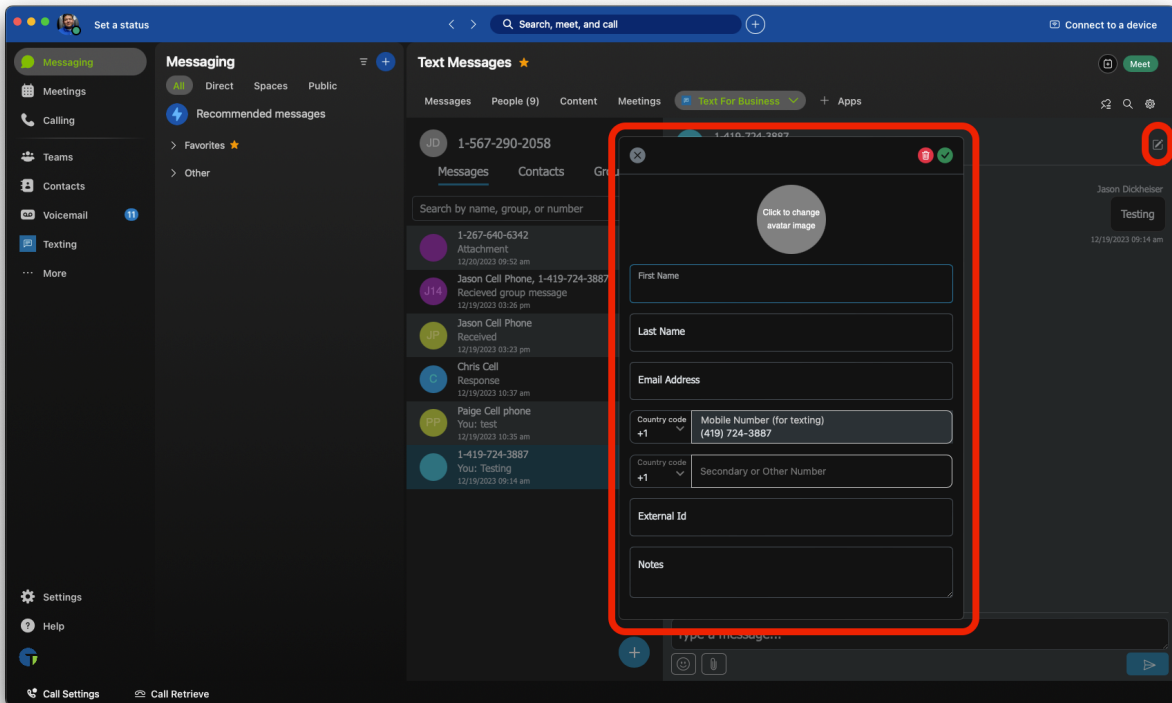 Set a status
Search, meet, and call
Connect to a device
Messaging
Meetings
Calling
Teams
Contacts
Voicemail
11
Texting
More
Settings
Help
Call Settings
Call Retrieve
Messaging
All
Direct
Spaces
Public
Recommended messages
Favorites
Other
Text Messages
Meet
Messages
People (9)
Content
Meetings
Text For Business
Apps
JD
1-567-290-2058
Messages
Contacts
Grou
Search by name, group, or number
1-267-640-6342
Attachment
12/20/2023 09:52 am
J14
Jason Cell Phone, 1-419-724-3887
Recieved group message
12/19/2023 03:26 pm
JP
Jason Cell Phone
Received
12/19/2023 03:23 pm
C
Chris Cell
Response
12/19/2023 10:37 am
PP
Paige Cell phone
You: test
12/19/2023 10:35 am
1-419-724-3887
You: Testing
12/19/2023 09:14 am
1-419-724-3887
Click to change
avatar image
First Name
Last Name
Email Address
Country code
+1
Mobile Number (for texting)
(419) 724-3887
Country code
+1
Secondary or Other Number
External Id
Notes
Jason Dickheiser
Testing
12/19/2023 09:14 am
Type a message...